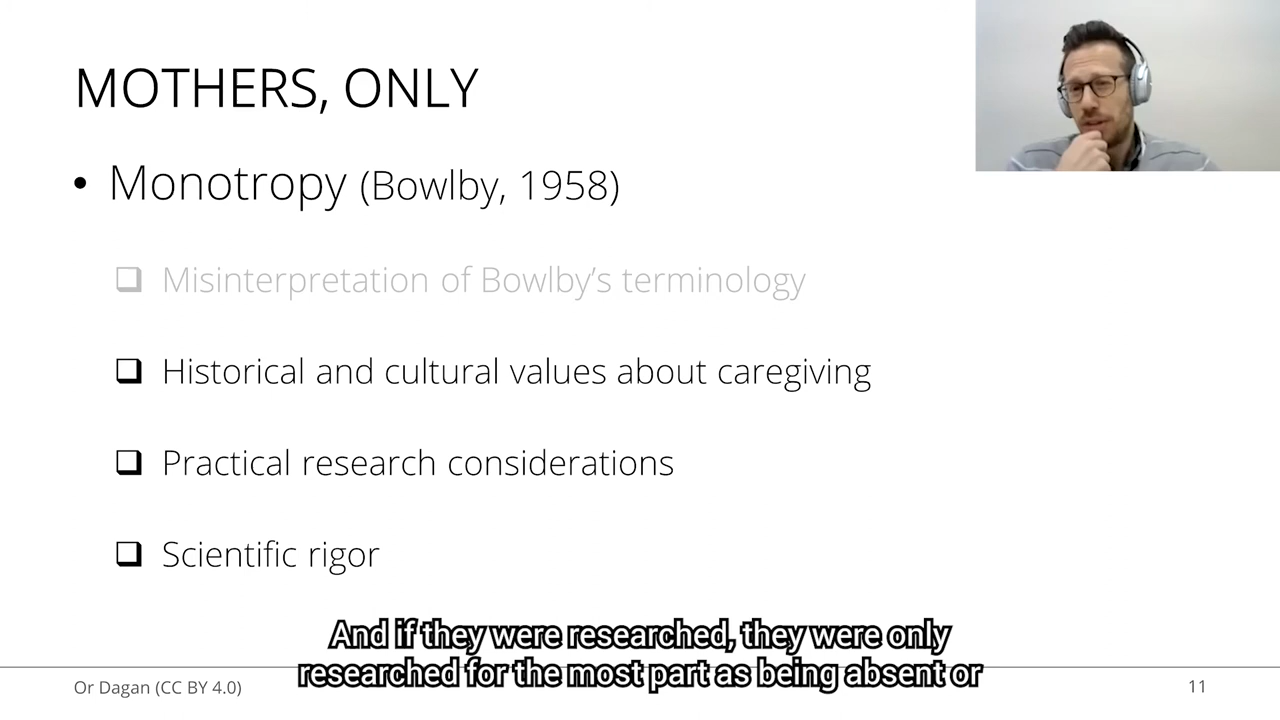 MOTHERS, ONLY
• Monotropy (Bowlby, 1958)
❑ Misinterpretation of Bowlby’s terminology
❑ Historical and cultural values about caregiving
❑ Practical research considerations
❑ Scientific rigor
And if they were researched, they were only
researched for the most part as being absent or
Or Dagan (CC BY 4.0)
11